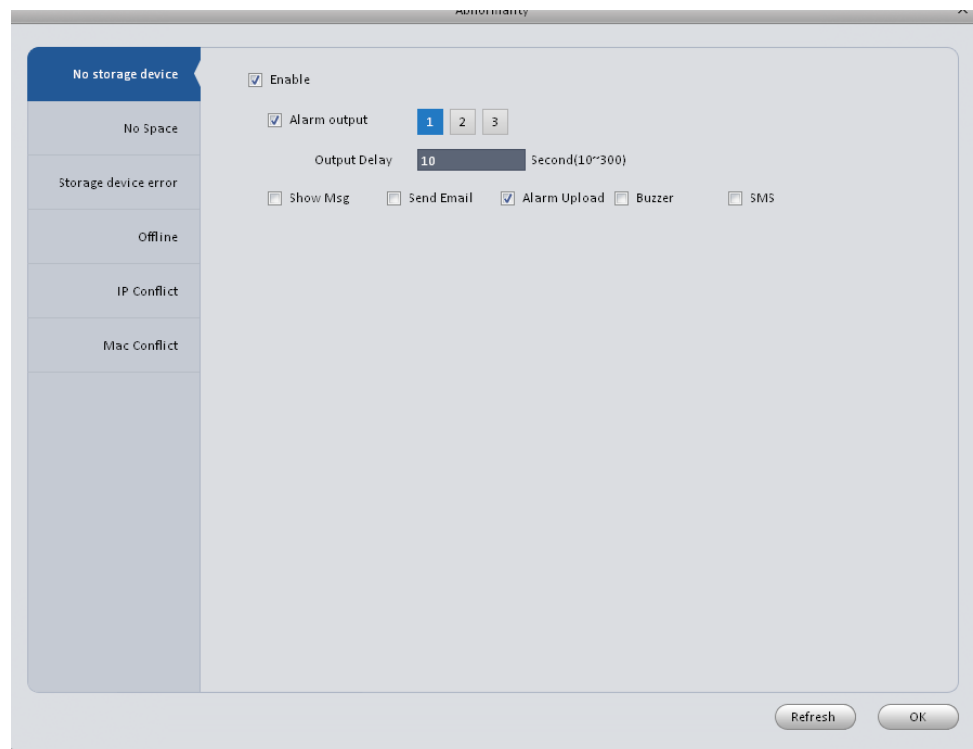 Abnormality
No storage device
No Space
Storage device error
Offline
IP Conflict
Mac Conflict
Enable
Alarm output 1 2 3
Output Delay 10 Second(10~300)
Show Msg Send Email Alarm Upload Buzzer SMS
Refresh OK